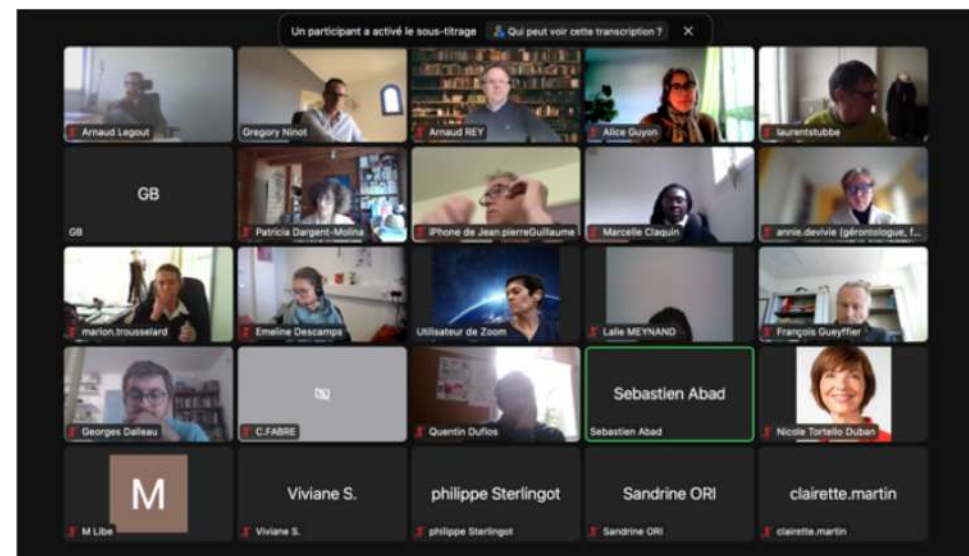 Un participant a activé le sous-titrage Qui peut voir cette transcription ? X
Arnaud Legout
Gregory Ninot
Arnaud REY
Alice Guyon
laurentstubbe
GB
GB
Patricia Dargent-Molina
iPhone de Jean pierreGuillaume
Marcelle Claquin
annie.devivie (gérontologue, f...
marion.trousselard
Emeline Descamps
Utilisateur de Zoom
Lalie MEYNAND
François Gueyffier
Georges Dalleau
C.FABRE
Quentin Duflos
Sebastien Abad
Sebastien Abad
Nicole Tortello Duban
M
M Libe
Viviane S.
Viviane S.
philippe Sterlingot
philippe Sterlingot
Sandrine ORI
Sandrine ORI
clairette.martin
clairette.martin